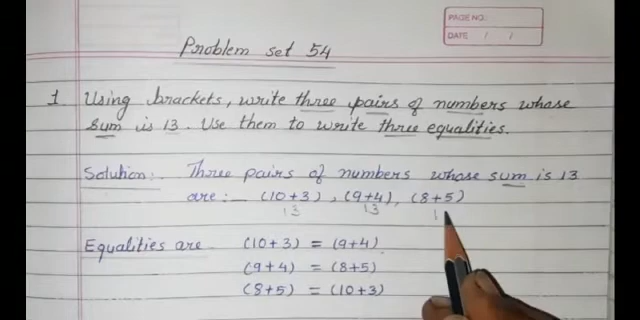 PAGE NO.:
DATE / /
Problem set 54
1 Using brackets, write three pairs of numbers whose
sum is 13. Use them to write three equalities.
Solution:- Three pairs of numbers whose sum is 13
are:- (10+3), (9+4), (8+5)
13 13 1
Equalities are (10+3) = (9+4)
(9+4) = (8+5)
(8+5) = (10+3)